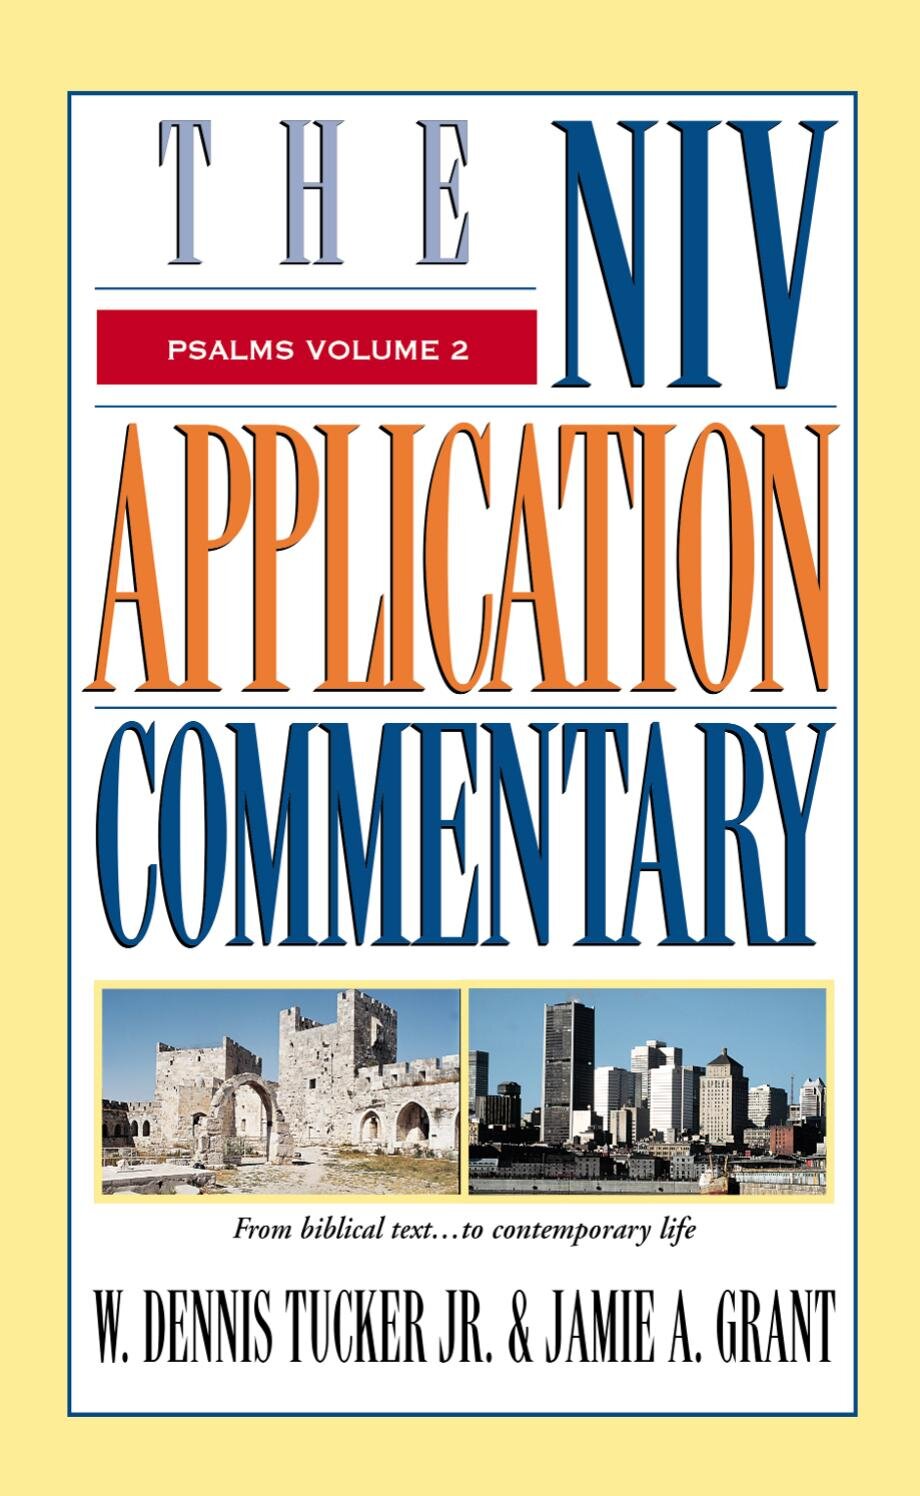 THE NIV
PSALMS VOLUME 2
APPLICATION
COMMENTARY
From biblical text...to contemporary life
W. DENNIS TUCKER JR. & JAMIE A. GRANT